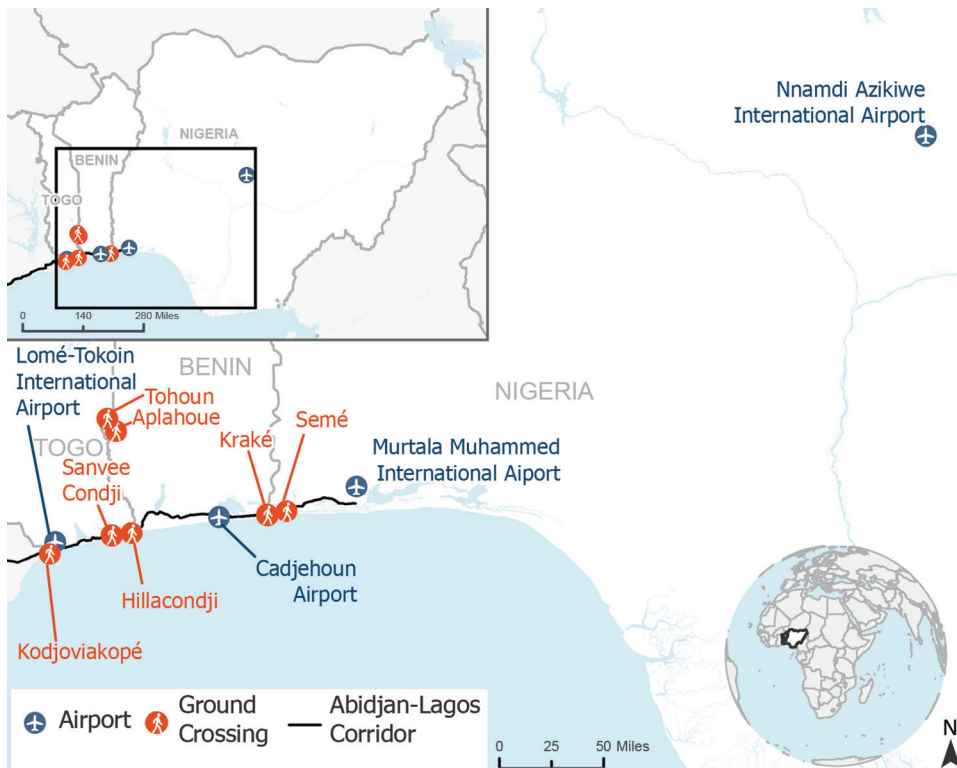 NIGERIA
BENIN
TOGO
0 140 280 Miles
Nnamdi Azikiwe
International Airport
Lomé-Tokoin
International
Airport
BENIN
Tohoun
Aplahoue
NIGERIA
TOGO
Kraké
Semé
Sanvee
Condji
Murtala Muhammed
International Aiport
Cadjehoun
Airport
Hillacondji
Kodjoviakopé
Airport
Ground
Crossing
Abidjan-Lagos
Corridor
0 25 50 Miles
N